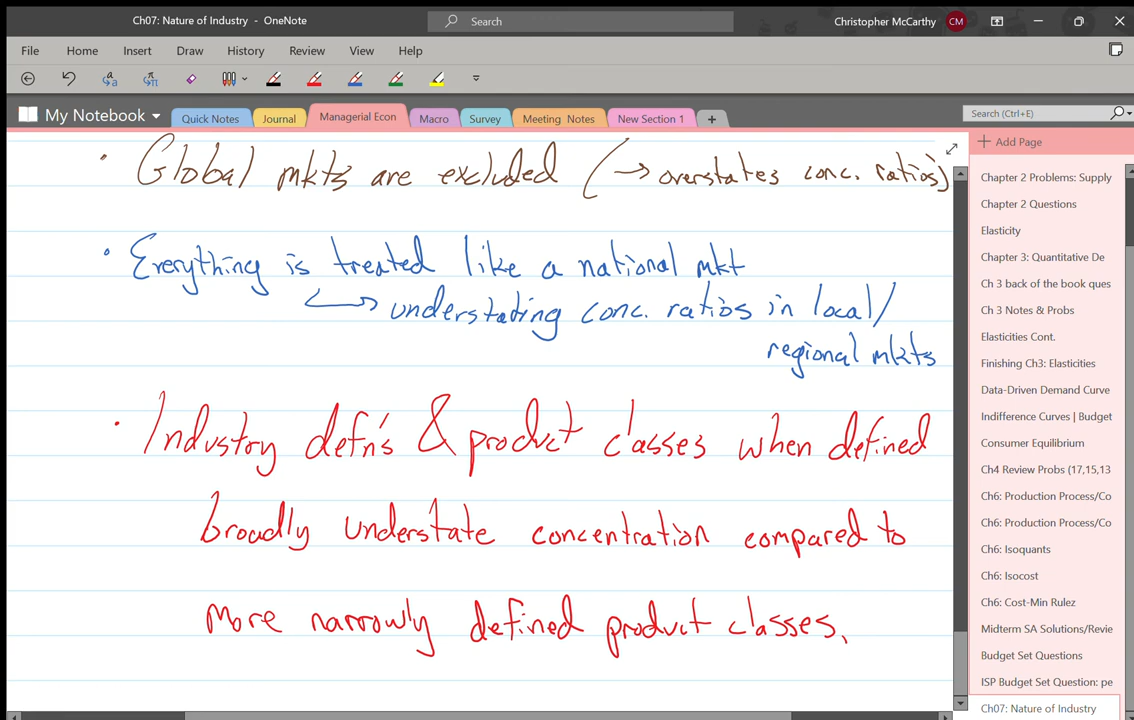 Ch07: Nature of Industry - OneNote
Search
Christopher McCarthy
CM
File Home Insert Draw History Review View Help
My Notebook
Quick Notes
Journal
Managerial Econ
Macro
Survey
Meeting Notes
New Section 1
Search (Ctrl+E)
Add Page
• Global mkts are excluded (→ overstates conc. ratios)
• Everything is treated like a national mkt
↳ understating conc. ratios in local/
regional mkts
• Industry defn's & product classes when defined
broadly understate concentration compared to
more narrowly defined product classes.
Chapter 2 Problems: Supply
Chapter 2 Questions
Elasticity
Chapter 3: Quantitative De
Ch 3 back of the book ques
Ch 3 Notes & Probs
Elasticities Cont.
Finishing Ch3: Elasticities
Data-Driven Demand Curve
Indifference Curves | Budget
Consumer Equilibrium
Ch4 Review Probs (17,15,13
Ch6: Production Process/Co
Ch6: Production Process/Co
Ch6: Isoquants
Ch6: Isocost
Ch6: Cost-Min Rulez
Midterm SA Solutions/Revie
Budget Set Questions
ISP Budget Set Question: pe
Ch07: Nature of Industry